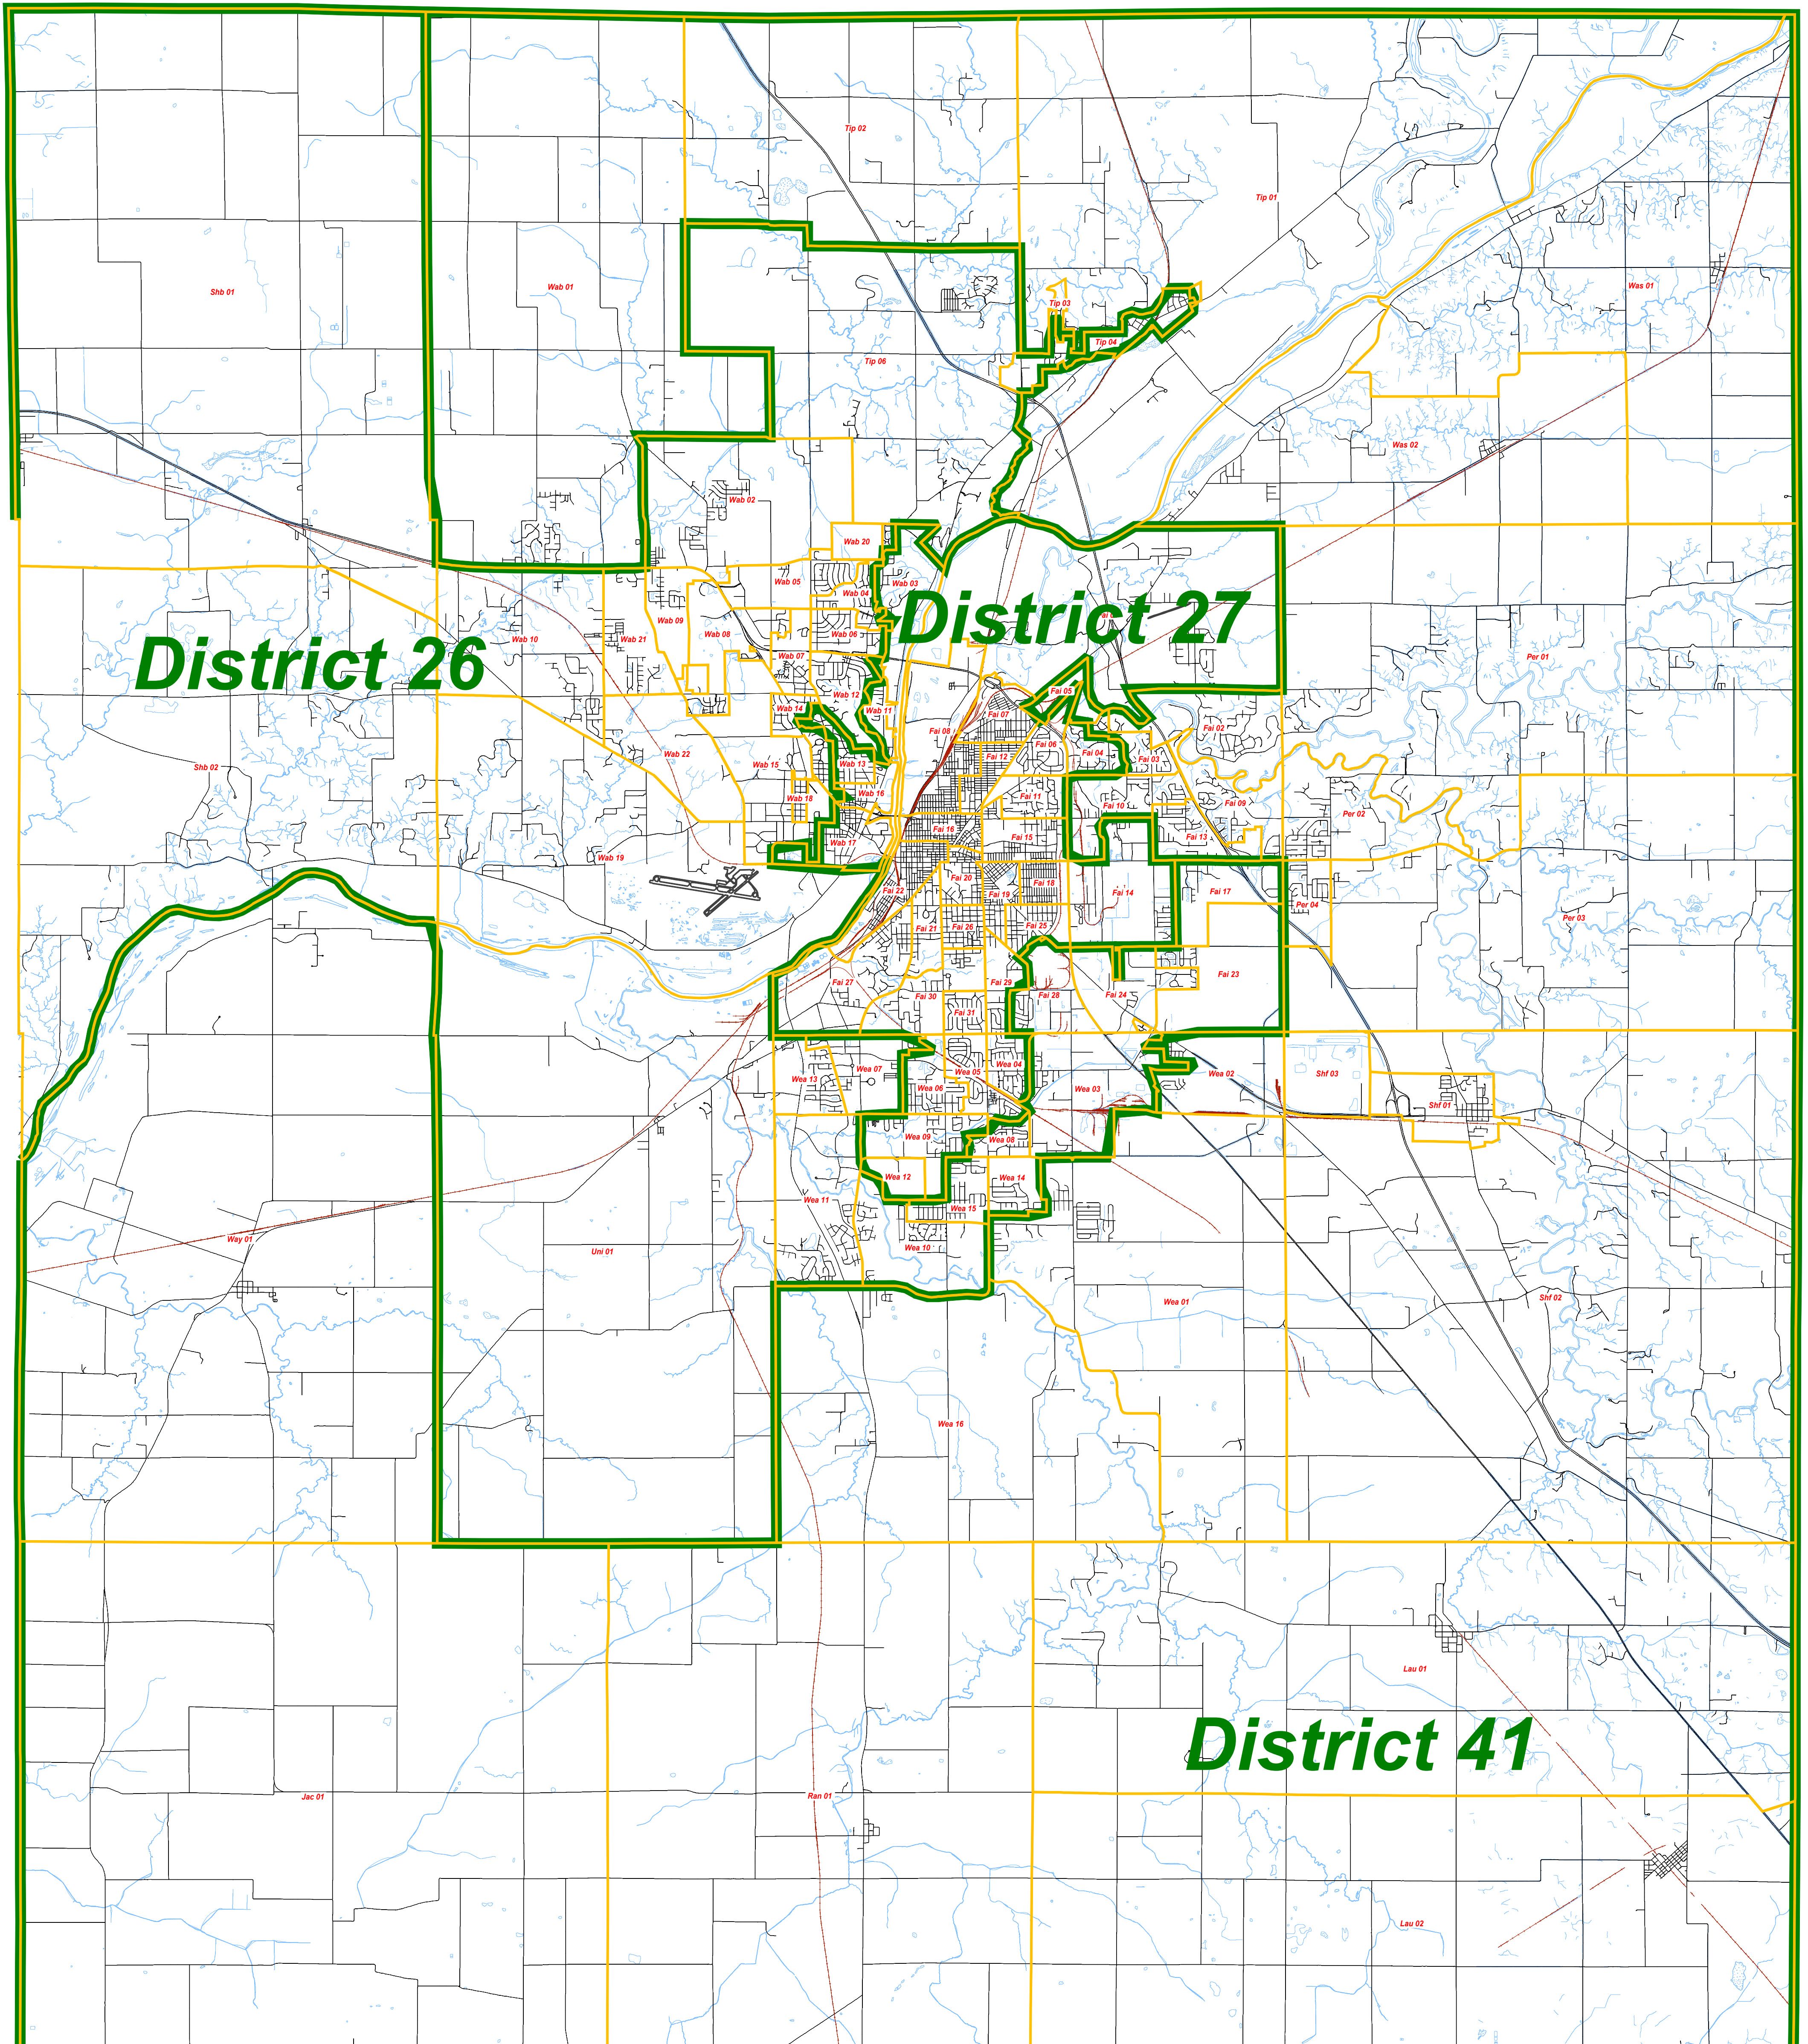 Tip 02
Tip 01
Shb 01
Wab 01
Was 01
Tip 03
Tip 04
Tip 06
Was 02
Wab 02
Wab 20
Wab 05
Wab 03
Wab 04
District 27
Wab 09
Wab 08
Wab 06
Wab 10
Wab 21
District 26
Wab 07
Per 01
Wab 12
Fai 05
Wab 14
Wab 11
Fai 07
Fai 08
Fai 02
Fai 06
Wab 22
Fai 04
Fai 12
Fai 03
Shb 02
Wab 15
Wab 13
Wab 16
Fai 11
Wab 18
Fai 10
Fai 09
Per 02
Fai 16
Fai 15
Fai 13
Wab 17
Wab 19
Fai 20
Fai 18
Fai 22
Fai 19
Fai 14
Fai 17
Per 04
Per 03
Fai 21
Fai 26
Fai 25
Fai 23
Fai 27
Fai 29
Fai 30
Fai 28
Fai 24
Fai 31
Wea 04
Wea 07
Wea 05
Wea 02
Shf 03
Wea 13
Wea 06
Wea 03
Shf 01
Wea 09
Wea 08
Wea 12
Wea 14
Wea 11
Wea 15
Way 01
Wea 10
Uni 01
Shf 02
Wea 01
Wea 16
Lau 01
District 41
Jac 01
Ran 01
Lau 02